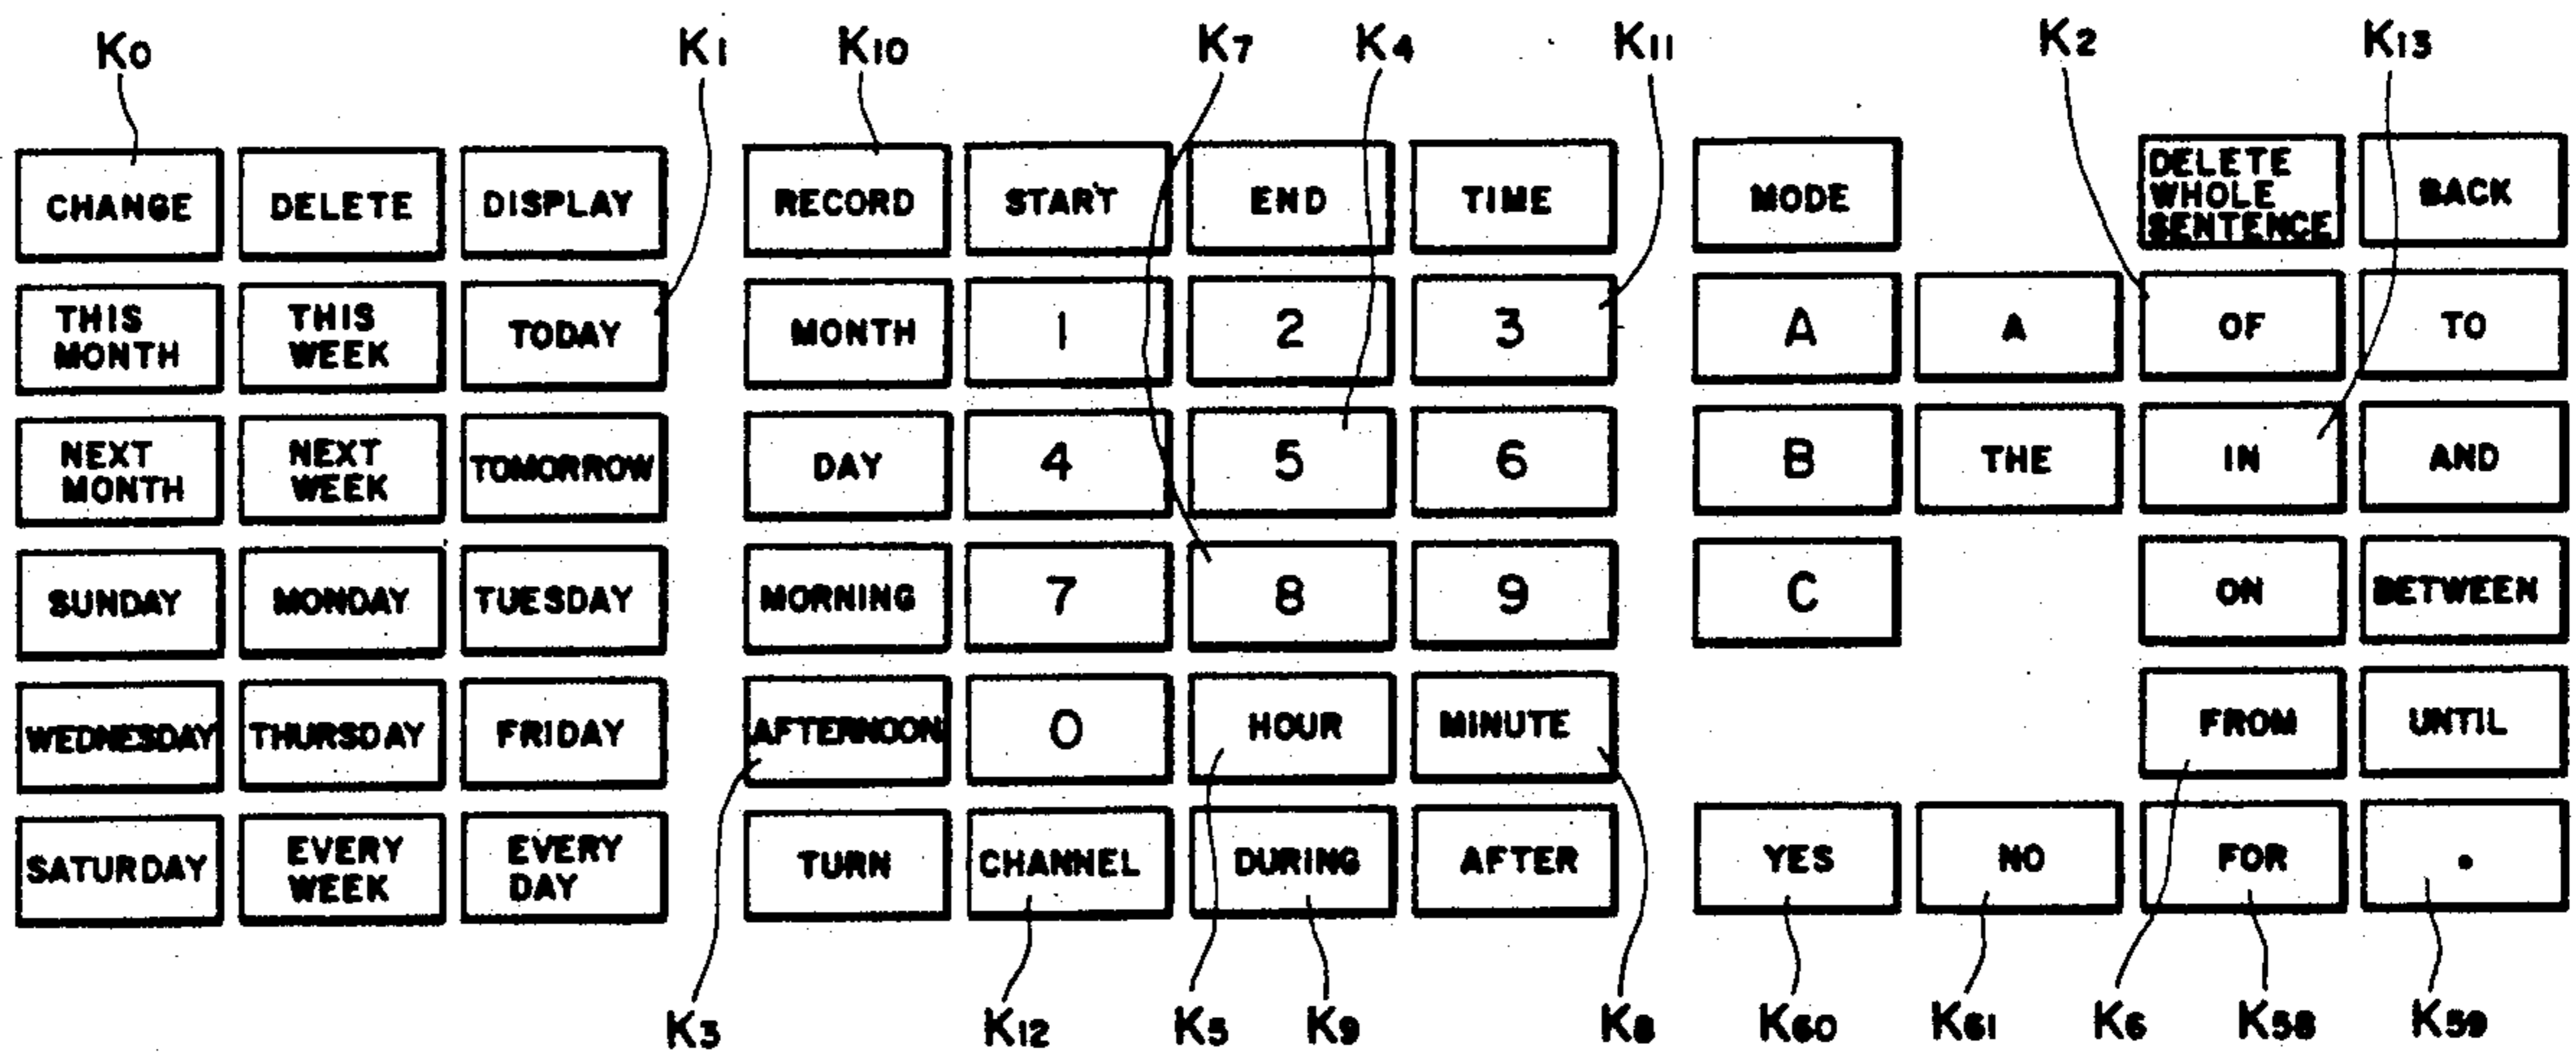 K0 K1 K10 K7 K4 K11 K2 K13
CHANGE DELETE DISPLAY RECORD START END TIME MODE DELETE WHOLE SENTENCE BACK
THIS MONTH THIS WEEK TODAY MONTH 1 2 3 A A OF TO
NEXT MONTH NEXT WEEK TOMORROW DAY 4 5 6 B THE IN AND
SUNDAY MONDAY TUESDAY MORNING 7 8 9 C ON BETWEEN
WEDNESDAY THURSDAY FRIDAY AFTERNOON 0 HOUR MINUTE FROM UNTIL
SATURDAY EVERY WEEK EVERY DAY TURN CHANNEL DURING AFTER YES NO FOR .
K3 K12 K5 K9 K8 K60 K61 K6 K58 K59